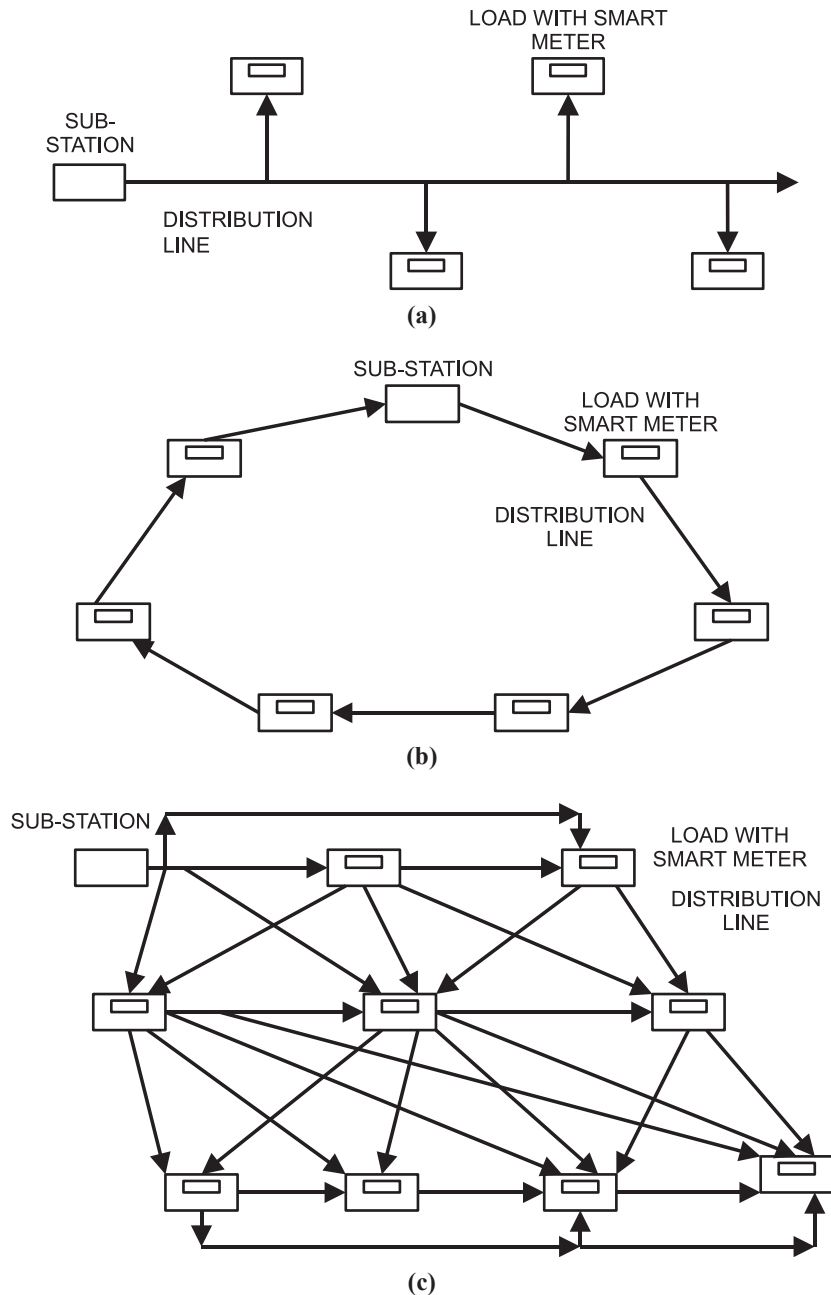 LOAD WITH SMART
METER
SUB-
STATION
DISTRIBUTION
LINE
(a)
SUB-STATION
LOAD WITH
SMART METER
DISTRIBUTION
LINE
(b)
SUB-STATION
LOAD WITH
SMART METER
DISTRIBUTION
LINE
(c)